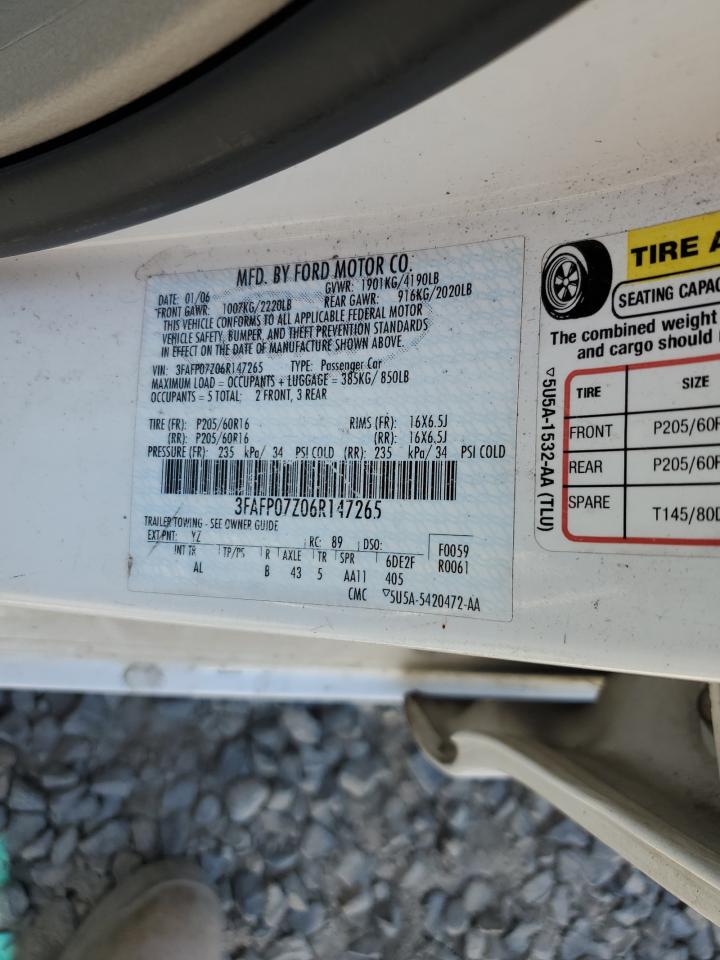 MFD. BY FORD MOTOR CO.
DATE: 01/06 GVWR: 1901KG/4190LB
FRONT GAWR: 1007KG/2220LB REAR GAWR: 916KG/2020LB
THIS VEHICLE CONFORMS TO ALL APPLICABLE FEDERAL MOTOR
VEHICLE SAFETY, BUMPER, AND THEFT PREVENTION STANDARDS
IN EFFECT ON THE DATE OF MANUFACTURE SHOWN ABOVE.
VIN: 3FAFP07Z06R147265 TYPE: Passenger Car
MAXIMUM LOAD = OCCUPANTS + LUGGAGE = 385KG/ 850LB
OCCUPANTS = 5 TOTAL: 2 FRONT, 3 REAR
TIRE (FR): P205/60R16 RIMS (FR): 16X6.5J
(RR): P205/60R16 (RR): 16X6.5J
PRESSURE (FR): 235 kPa/ 34 PSI COLD (RR): 235 kPa/ 34 PSI COLD
3FAFP07Z06R147265
TRAILER TOWING - SEE OWNER GUIDE
EXT PNT: YZ RC: 89 DSO: F0059
INT TR TP/PS R AXLE TR SPR 6DE2F R0061
AL B 43 5 AA11 405
CMC ▽5U5A-5420472-AA
TIRE A
SEATING CAPAC
The combined weight
and cargo should
TIRE SIZE
FRONT P205/60R
REAR P205/60R
SPARE T145/80D
▽5U5A-1532-AA (TLU)